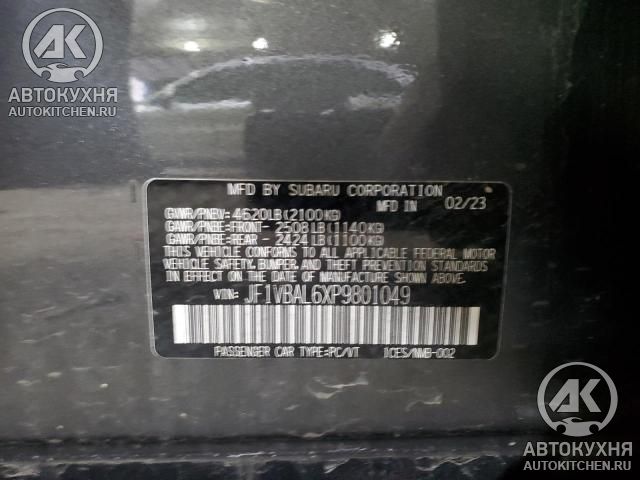 AK
АВТОКУХНЯ
AUTOKITCHEN.RU
MFD BY SUBARU CORPORATION
MFD IN 02/23
GVWR/PNBV- 4620LB(2100KG)
GAWR/PNBE-FRONT- 2508LB(1140KG)
GAWR/PNBE-REAR - 2424LB(1100KG)
THIS VEHICLE CONFORMS TO ALL APPLICABLE FEDERAL MOTOR
VEHICLE SAFETY, BUMPER, AND THEFT PREVENTION STANDARDS
IN EFFECT ON THE DATE OF MANUFACTURE SHOWN ABOVE.
VIN: JF1VBAL6XP9801049
PASSENGER CAR TYPE:PC/VT ICES/NMB-002
AK
АВТОКУХНЯ
AUTOKITCHEN.RU